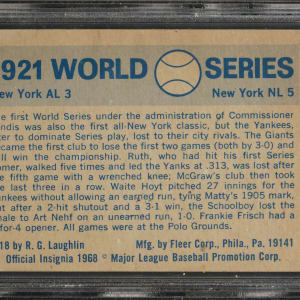 921 WORLD SERIES
ew York AL 3 New York NL 5
e first World Series under the administration of Commissioner
ndis was also the first all-New York classic, but the Yankees,
ter to dominate Series play, lost to their city rivals. The Giants
came the first club to lose the first two games (both by 3-0) and
ll win the championship. Ruth, who had hit his first Series
mer, walked five times and led the Yanks at .313, was lost after
e fifth game with a wrenched knee; McGraw's club then took
e last three in a row. Waite Hoyt pitched 27 innings for the
nkees without allowing an earned run, tying Matty's 1905 mark,
t after a 2-hit shutout and a 3-1 win, the Schoolboy lost the
nale to Art Nehf on an unearned run, 1-0. Frankie Frisch had a
for-4 opener. All games were at the Polo Grounds.
18 by R. G. Laughlin Mfg. by Fleer Corp., Phila., Pa. 19141
Official Insignia 1968 © Major League Baseball Promotion Corp.